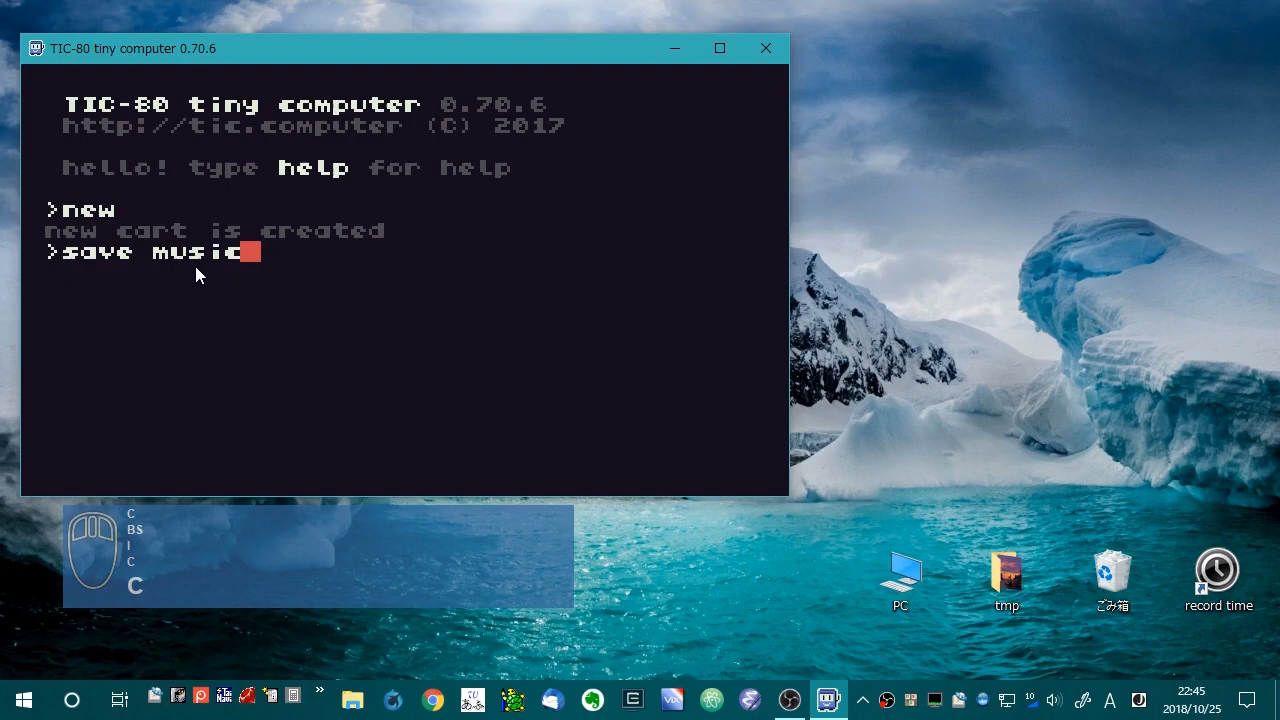 TIC-80 tiny computer 0.70.6
TIC-80 tiny computer 0.70.6
http://tic.computer (C) 2017
hello! type help for help
>new
new cart is created
>save music
C
BS
I
C
C
PC
tmp
ごみ箱
record time
22:45
2018/10/25
10
A